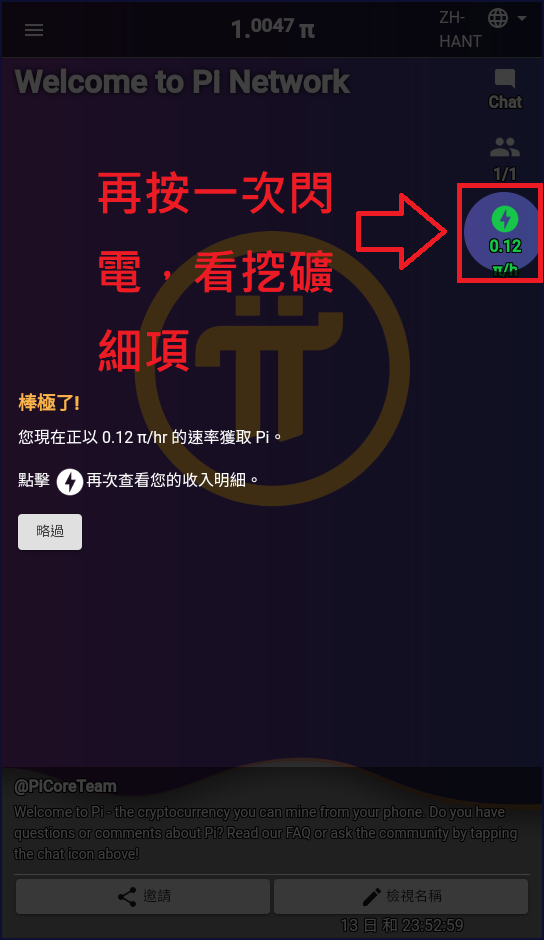 1.0047 π
ZH-
HANT
Welcome to Pi Network
Chat
1/1
再按一次閃
電，看挖礦
細項
0.12
π/h
棒極了!
您現在正以 0.12 π/hr 的速率獲取 Pi。
點擊 再次查看您的收入明細。
略過
@PiCoreTeam
Welcome to Pi - the cryptocurrency you can mine from your phone. Do you have
questions or comments about Pi? Read our FAQ or ask the community by tapping
the chat icon above!
邀請
檢視名稱
13 日 和 23:52:59